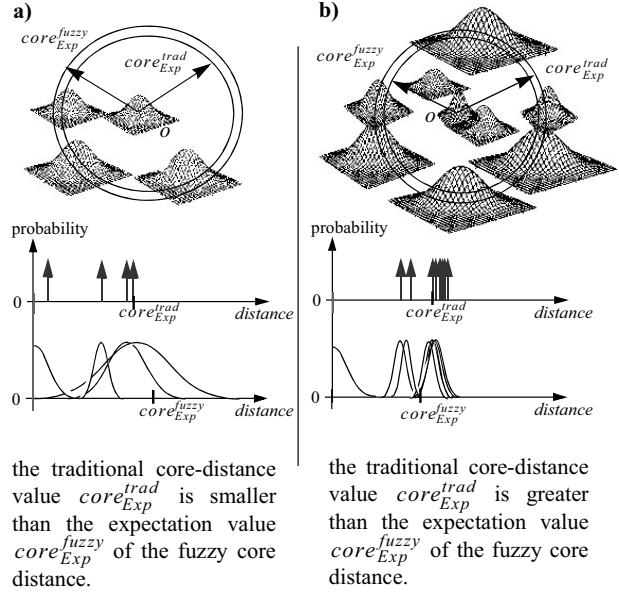 a)
core_Exp^fuzzy
core_Exp^trad
o
probability
0
core_Exp^trad
distance
0
core_Exp^fuzzy
distance
the traditional core-distance
value core_Exp^trad is smaller
than the expectation value
core_Exp^fuzzy of the fuzzy core
distance.
b)
core_Exp^fuzzy
core_Exp^trad
o
probability
0
core_Exp^trad
distance
0
core_Exp^fuzzy
distance
the traditional core-distance
value core_Exp^trad is greater
than the expectation value
core_Exp^fuzzy of the fuzzy core
distance.